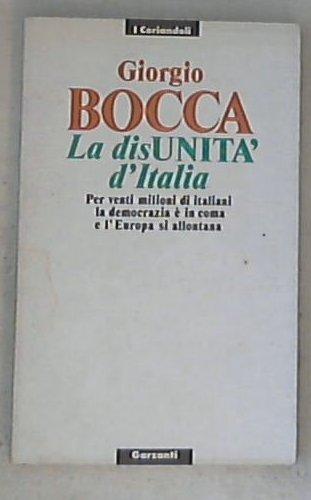 I Coriandoli
Giorgio
BOCCA
La disUNITA'
d'Italia
Per venti milioni di italiani
la democrazia è in coma
e l'Europa si allontana
Garzanti